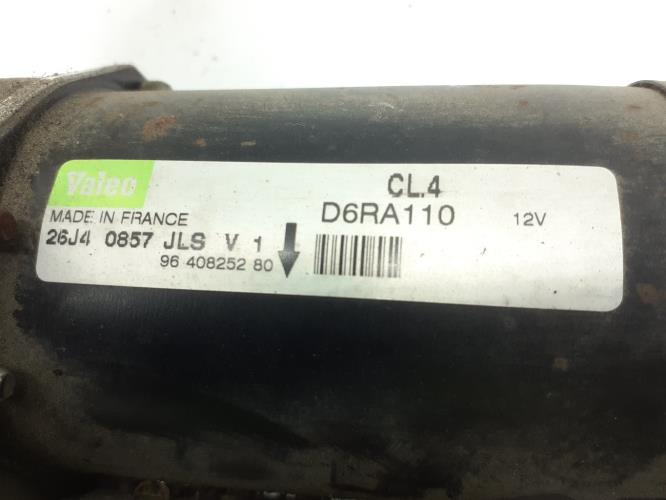 Valeo
CL.4
MADE IN FRANCE
D6RA110 12V
26J4 0857 JLS V 1
96 408252 80